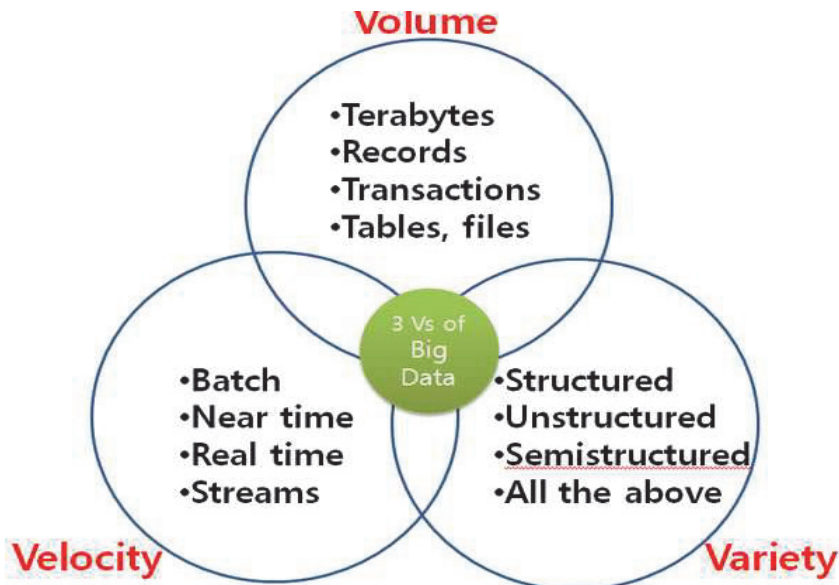 Volume
•Terabytes
•Records
•Transactions
•Tables, files
3 Vs of
Big
Data
•Batch
•Near time
•Real time
•Streams
•Structured
•Unstructured
•Semistructured
•All the above
Velocity
Variety